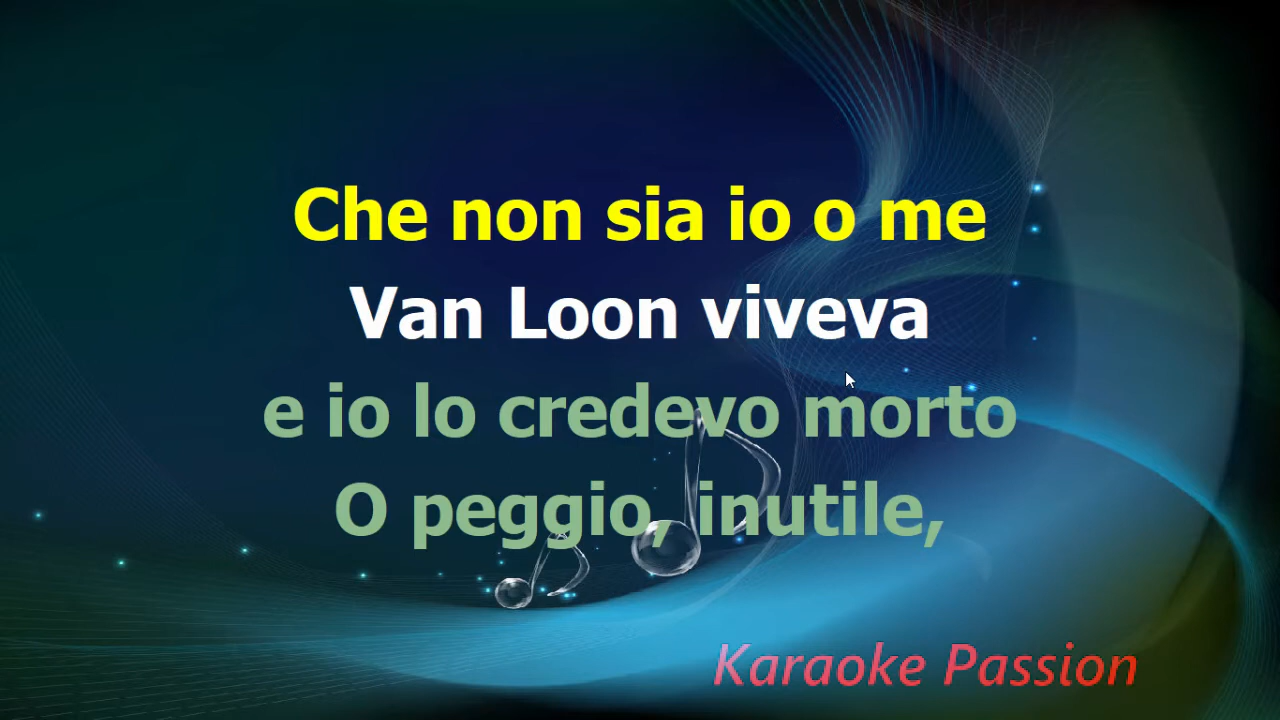 Che non sia io o me
Van Loon viveva
e io lo credevo morto
O peggio, inutile,
Karaoke Passion